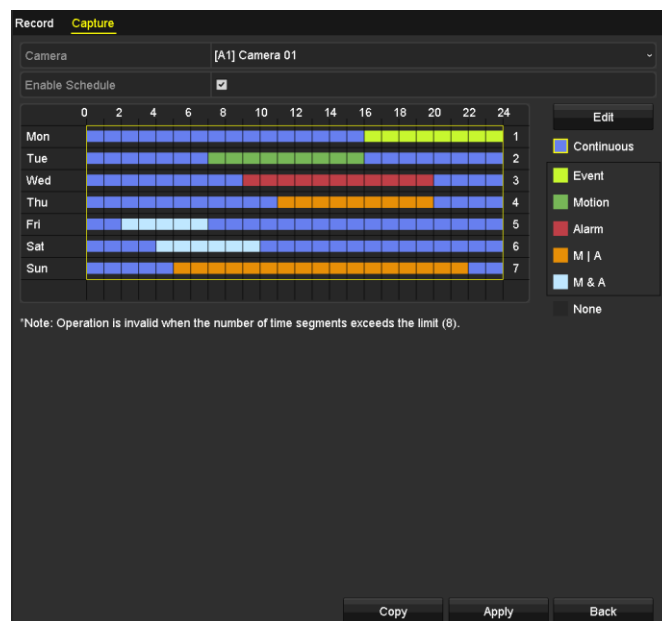 Record Capture
Camera [A1] Camera 01
Enable Schedule
0 2 4 6 8 10 12 14 16 18 20 22 24
Edit
Mon 1
Continuous
Tue 2
Event
Wed 3
Motion
Thu 4
Alarm
Fri 5
M | A
Sat 6
M & A
Sun 7
None
*Note: Operation is invalid when the number of time segments exceeds the limit (8).
Copy Apply Back